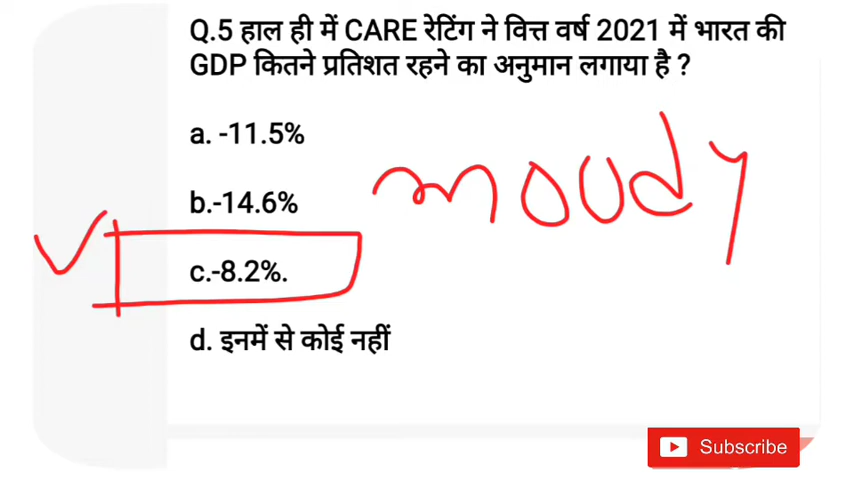 Q.5 हाल ही में CARE रेटिंग ने वित्त वर्ष 2021 में भारत की
GDP कितने प्रतिशत रहने का अनुमान लगाया है ?
a. -11.5%
b.-14.6%
moody
c.-8.2%.
d. इनमें से कोई नहीं
Subscribe